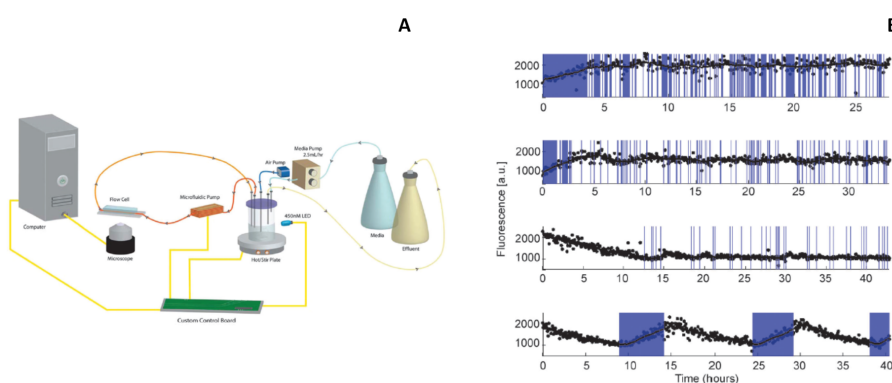 A
B
Computer
Flow Cell
Microscope
Microfluidic Pump
Air Pump
Media Pump
2.5mL/hr
450nM LED
Hot/Stir Plate
Media
Effluent
Custom Control Board
Fluorescence [a.u.]
2000
1000
0 5 10 15 20 25
2000
1000
0 5 10 15 20 25 30
2000
1000
0 5 10 15 20 25 30 35 40
2000
1000
0 5 10 15 20 25 30 35 40
Time (hours)